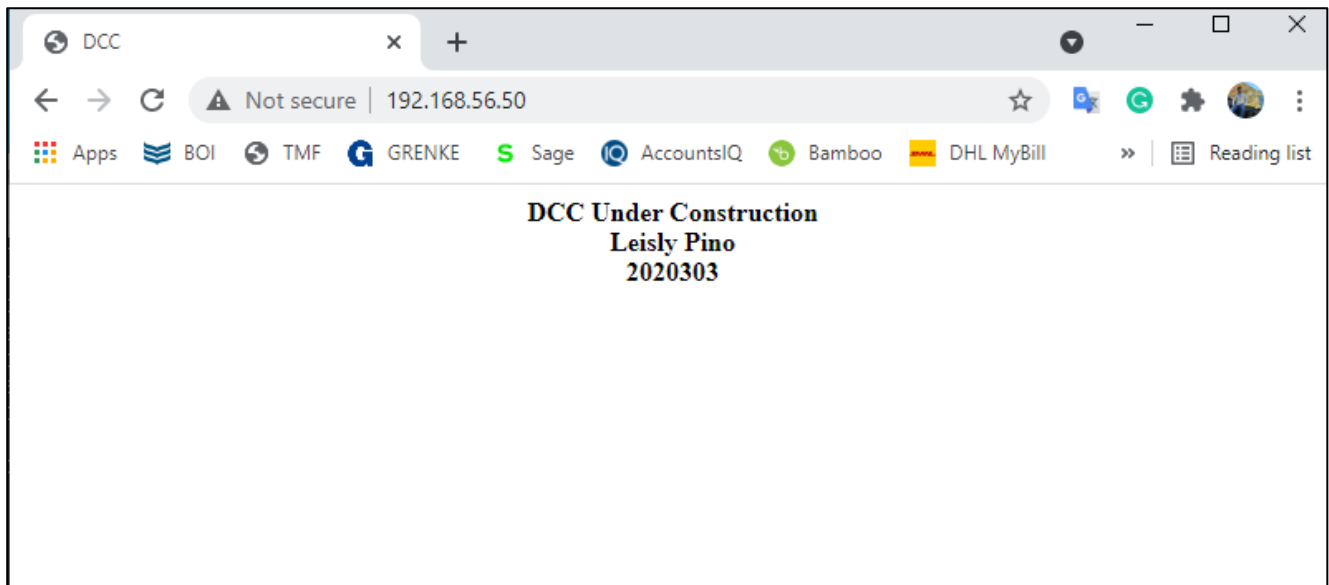 DCC
Not secure | 192.168.56.50
Apps BOI TMF G GRENKE S Sage IQ AccountsIQ Bamboo DHL MyBill » Reading list
DCC Under Construction
Leisly Pino
2020303